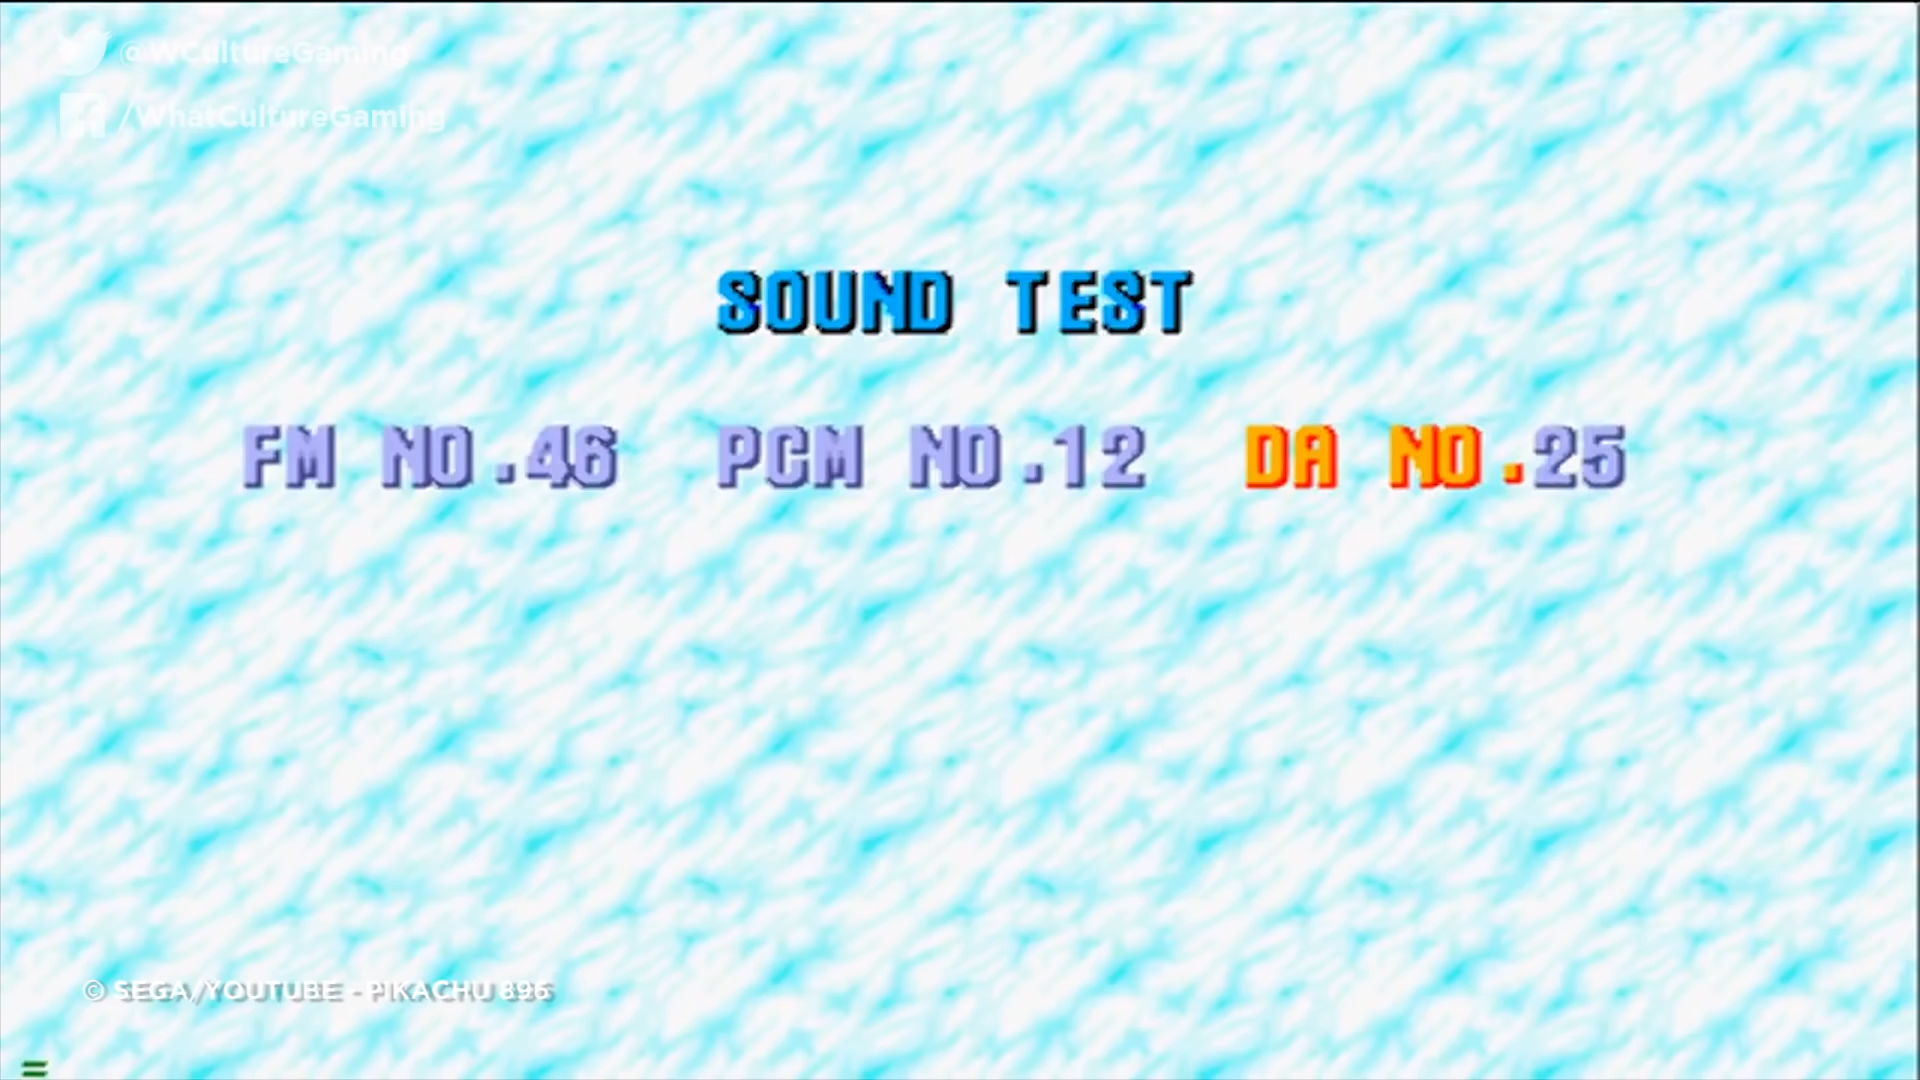 @WCultureGaming
/WhatCultureGaming
SOUND TEST
FM NO.46 PCM NO.12 DA NO.25
© SEGA/YOUTUBE - PIKACHU 896
=